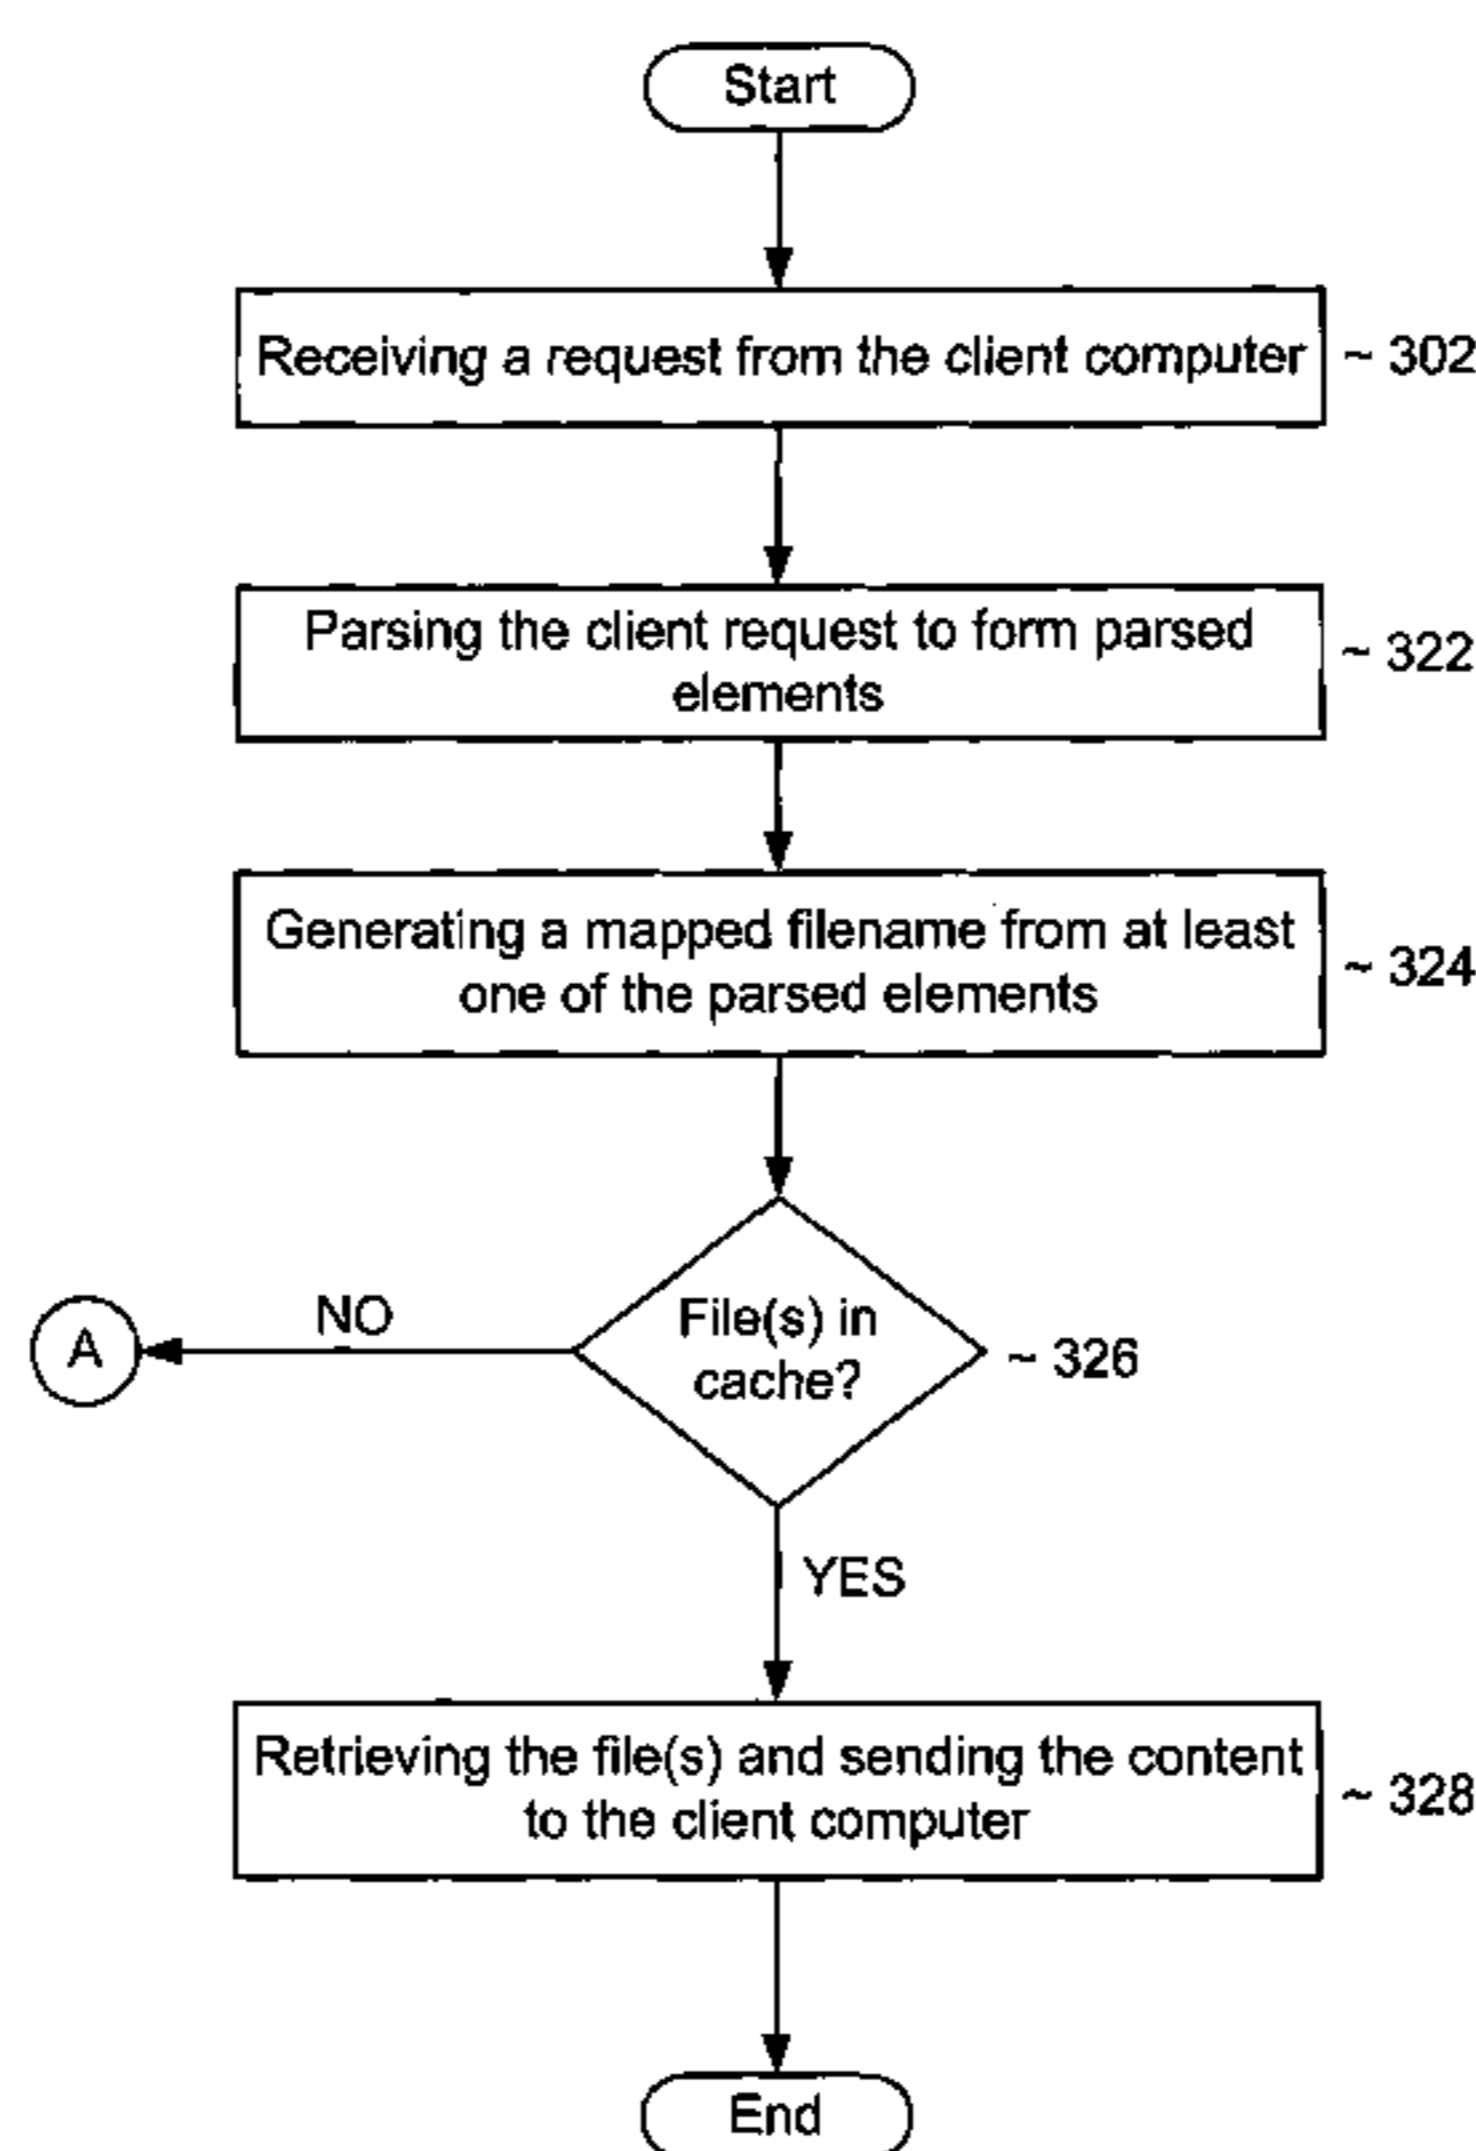 Start
Receiving a request from the client computer
~ 302
Parsing the client request to form parsed
elements
~ 322
Generating a mapped filename from at least
one of the parsed elements
~ 324
File(s) in
cache?
~ 326
NO
A
YES
Retrieving the file(s) and sending the content
to the client computer
~ 328
End